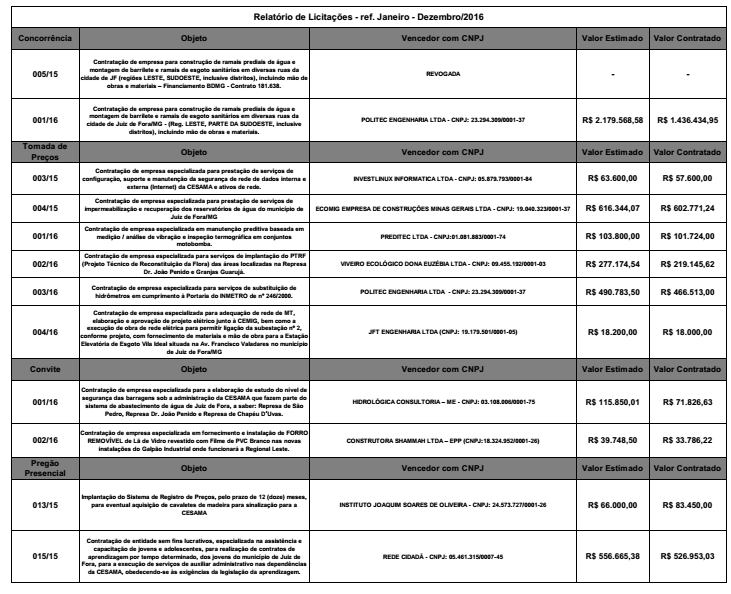 Relatório de Licitações - ref. Janeiro - Dezembro/2016
Concorrência Objeto Vencedor com CNPJ Valor Estimado Valor Contratado
005/15
Contratação de empresa para construção de ramais prediais de água e
montagem de barrilete e ramais de esgoto sanitários em diversas ruas da
cidade de JF (regiões LESTE, SUDOESTE, inclusive distritos), incluindo mão de
obras e materiais – Financiamento BDMG - Contrato 181.638.
REVOGADA - -
001/16
Contratação de empresa para construção de ramais prediais de água e
montagem de barrilete e ramais de esgoto sanitários em diversas ruas da
cidade de Juiz de Fora/MG - (Reg. LESTE, PARTE DA SUDOESTE, inclusive
distritos), incluindo mão de obras e materiais.
POLITEC ENGENHARIA LTDA - CNPJ: 23.294.309/0001-37 R$ 2.179.568,58 R$ 1.436.434,95
Tomada de
Preços
Objeto Vencedor com CNPJ Valor Estimado Valor Contratado
003/15
Contratação de empresa especializada para prestação de serviços de
configuração, suporte e manutenção da segurança de rede de dados interna e
externa (Internet) da CESAMA e ativos de rede.
INVESTLINUX INFORMATICA LTDA - CNPJ: 05.879.793/0001-84 R$ 63.600,00 R$ 57.600,00
004/15
Contratação de empresa especializada para prestação de serviços de
impermeabilização e recuperação dos reservatórios de água do município de
Juiz de Fora/MG
ECOMIG EMPRESA DE CONSTRUÇÕES MINAS GERAIS LTDA - CNPJ: 19.040.323/0001-37 R$ 616.344,07 R$ 602.771,24
001/16
Contratação de empresa especializada em manutenção preditiva baseada em
medição / análise de vibração e inspeção termográfica em conjuntos
motobomba.
PREDITEC LTDA - CNPJ:01.081.883/0001-74 R$ 103.800,00 R$ 101.724,00
002/16
Contratação de empresa especializada para serviços de implantação do PTRF
(Projeto Técnico de Reconstituição da Flora) das áreas localizadas na Represa
Dr. João Penido e Granjas Guarujá.
VIVEIRO ECOLÓGICO DONA EUZÉBIA LTDA - CNPJ: 09.455.192/0001-03 R$ 277.174,54 R$ 219.145,62
003/16
Contratação de empresa especializada para serviços de substituição de
hidrômetros em cumprimento à Portaria do INMETRO de nº 246/2000.
POLITEC ENGENHARIA LTDA - CNPJ: 23.294.309/0001-37 R$ 490.783,50 R$ 466.513,00
004/16
Contratação de empresa especializada para adequação de rede de MT,
elaboração e aprovação de projeto elétrico junto à CEMIG, bem como a
execução de obra de rede elétrica para permitir ligação da subestação nº 2,
conforme projeto, com fornecimento de materiais e mão de obra para a Estação
Elevatória de Esgoto Vila Ideal situada na Av. Francisco Valadares no município
de Juiz de Fora/MG
JFT ENGENHARIA LTDA (CNPJ: 19.179.501/0001-05) R$ 18.200,00 R$ 18.000,00
Convite Objeto Vencedor com CNPJ Valor Estimado Valor Contratado
001/16
Contratação de empresa especializada para a elaboração de estudo do nível de
segurança das barragens sob a administração da CESAMA que fazem parte do
sistema de abastecimento de água de Juiz de Fora, a saber: Represa de São
Pedro, Represa Dr. João Penido e Represa de Chapéu D'Uvas.
HIDROLÓGICA CONSULTORIA – ME - CNPJ: 03.108.006/0001-75 R$ 115.850,01 R$ 71.826,63
002/16
Contratação de empresa especializada em fornecimento e instalação de FORRO
REMOVÍVEL de Lã de Vidro revestido com Filme de PVC Branco nas novas
instalações do Galpão Industrial onde funcionará a Regional Leste.
CONSTRUTORA SHAMMAH LTDA – EPP (CNPJ:18.324.952/0001-26) R$ 39.748,50 R$ 33.786,22
Pregão
Presencial
Objeto Vencedor com CNPJ Valor Estimado Valor Contratado
013/15
Implantação do Sistema de Registro de Preços, pelo prazo de 12 (doze) meses,
para eventual aquisição de cavaletes de madeira para sinalização para a
CESAMA
INSTITUTO JOAQUIM SOARES DE OLIVEIRA - CNPJ: 24.573.727/0001-26 R$ 66.000,00 R$ 83.450,00
015/15
Contratação de entidade sem fins lucrativos, especializada na assistência e
capacitação de jovens e adolescentes, para realização de contratos de
aprendizagem por tempo determinado, dos jovens do município de Juiz de
Fora, para a execução de serviços de auxiliar administrativo nas dependências
da CESAMA, obedecendo-se às exigências da legislação da aprendizagem.
REDE CIDADÃ - CNPJ: 05.461.315/0007-45 R$ 556.665,38 R$ 526.953,03